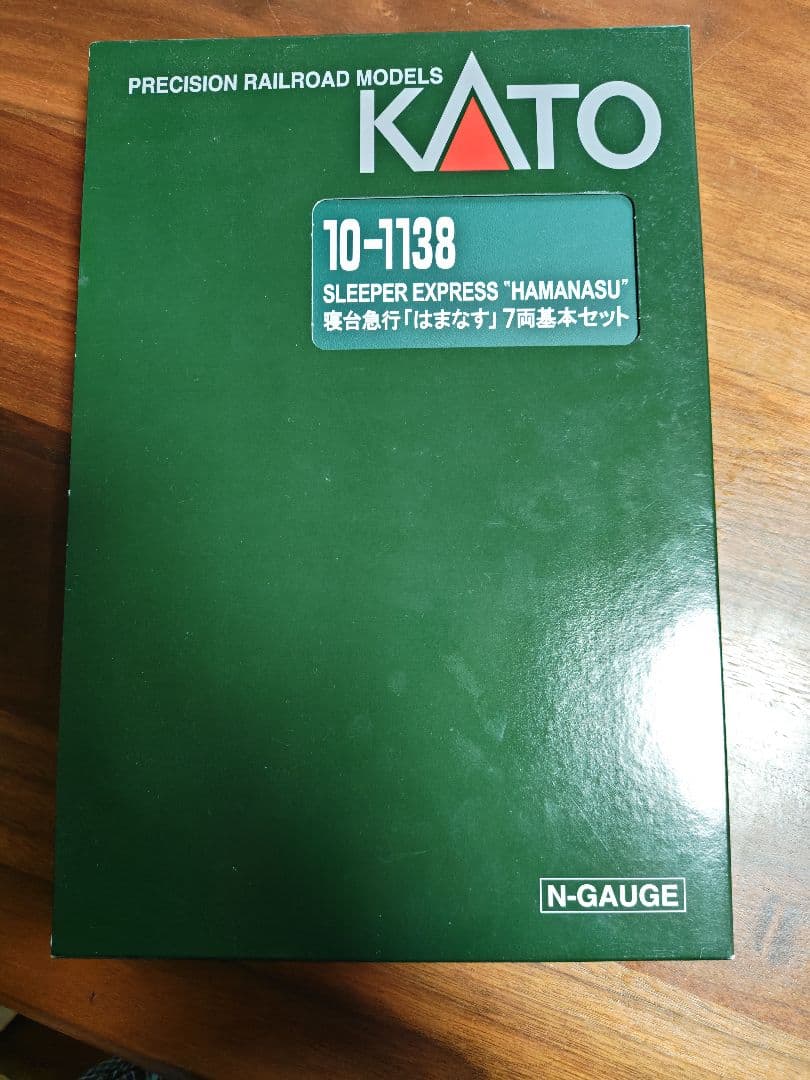 PRECISION RAILROAD MODELS
KATO
10-1138
SLEEPER EXPRESS "HAMANASU"
寝台急行「はまなす」7両基本セット
N-GAUGE